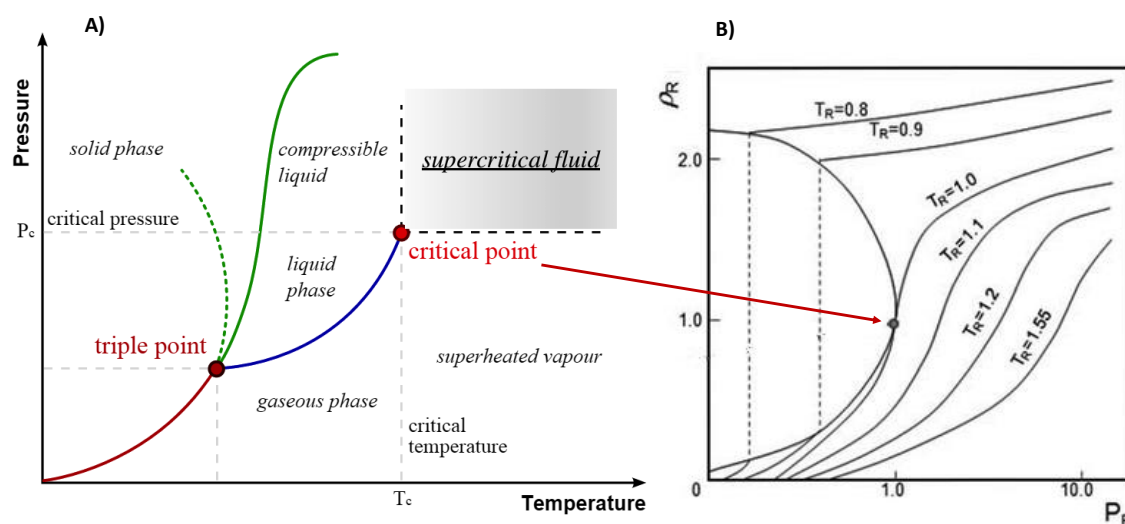 A)
Pressure
solid phase
compressible
liquid
supercritical fluid
critical pressure
Pc
critical point
liquid
phase
triple point
superheated vapour
gaseous phase
critical
temperature
Tc
Temperature
B)
ρR
TR=0.8
TR=0.9
2.0
TR=1.0
TR=1.1
1.0
TR=1.2
TR=1.55
0
1.0
10.0
PR